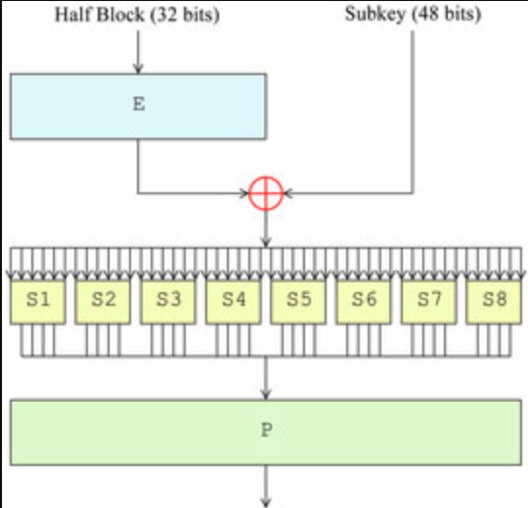 Half Block (32 bits) Subkey (48 bits)
E
S1 S2 S3 S4 S5 S6 S7 S8
P